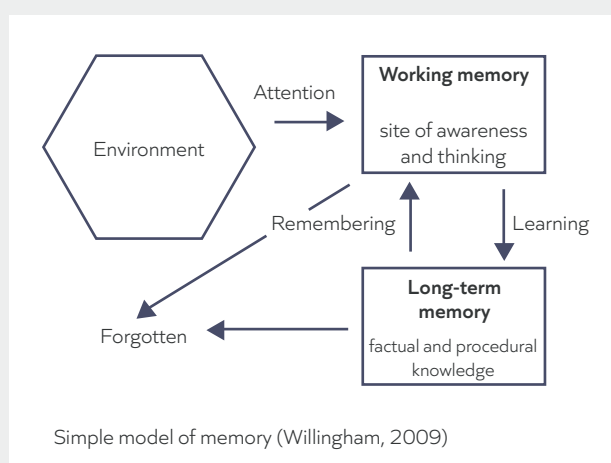 Working memory
Attention
site of awareness
and thinking
Environment
Remembering
Learning
Long-term
memory
Forgotten
factual and procedural
knowledge
Simple model of memory (Willingham, 2009)